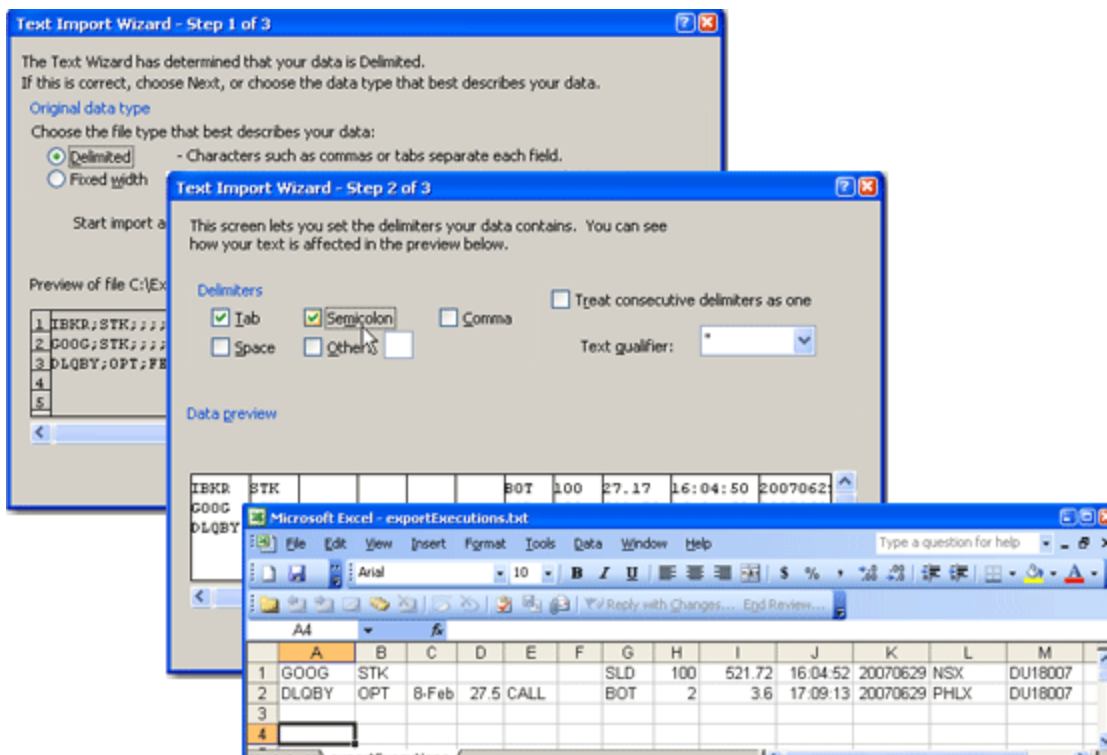 Text Import Wizard - Step 1 of 3
The Text Wizard has determined that your data is Delimited.
If this is correct, choose Next, or choose the data type that best describes your data.
Original data type
Choose the file type that best describes your data:
Delimited - Characters such as commas or tabs separate each field.
Fixed width
Start import a
Preview of file C:\Ex
1 IBKR;STK;;;;
2 GOOG;STK;;;;
3 DLQBY;OPT;FE
4
5
Text Import Wizard - Step 2 of 3
This screen lets you set the delimiters your data contains. You can see
how your text is affected in the preview below.
Delimiters
Tab Semicolon Comma
Space Other:
Treat consecutive delimiters as one
Text qualifier: "
Data preview
IBKR STK BOT 100 27.17 16:04:50 2007062
GOOG
DLQBY
Microsoft Excel - exportExecutions.txt
File Edit View Insert Format Tools Data Window Help Type a question for help
Arial 10 B I U $ % ,
Reply with Changes... End Review...
A4 fx
A B C D E F G H I J K L M
1 GOOG STK SLD 100 521.72 16:04:52 20070629 NSX DU18007
2 DLQBY OPT 8-Feb 27.5 CALL BOT 2 3.6 17:09:13 20070629 PHLX DU18007
3
4